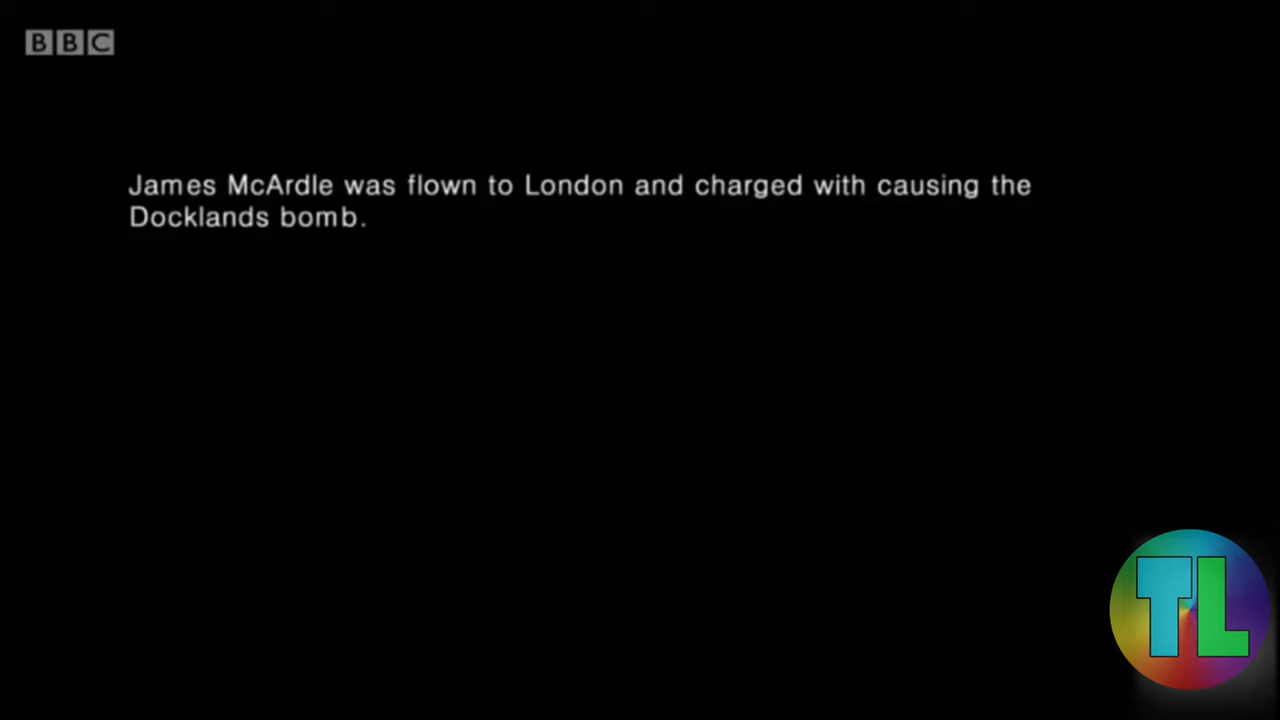 BBC
James McArdle was flown to London and charged with causing the
Docklands bomb.
TL